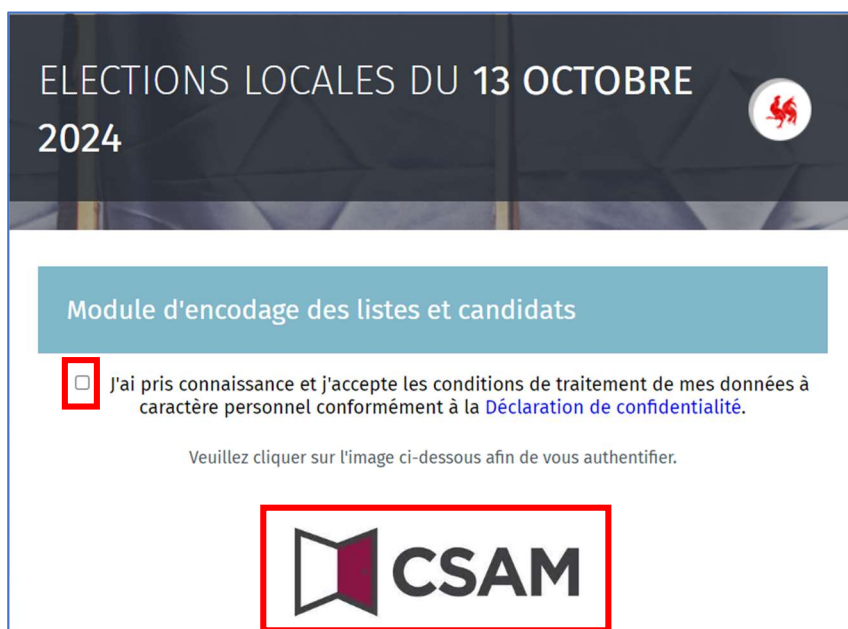 ELECTIONS LOCALES DU 13 OCTOBRE
2024
Module d'encodage des listes et candidats
J'ai pris connaissance et j'accepte les conditions de traitement de mes données à
caractère personnel conformément à la Déclaration de confidentialité.
Veuillez cliquer sur l'image ci-dessous afin de vous authentifier.
CSAM